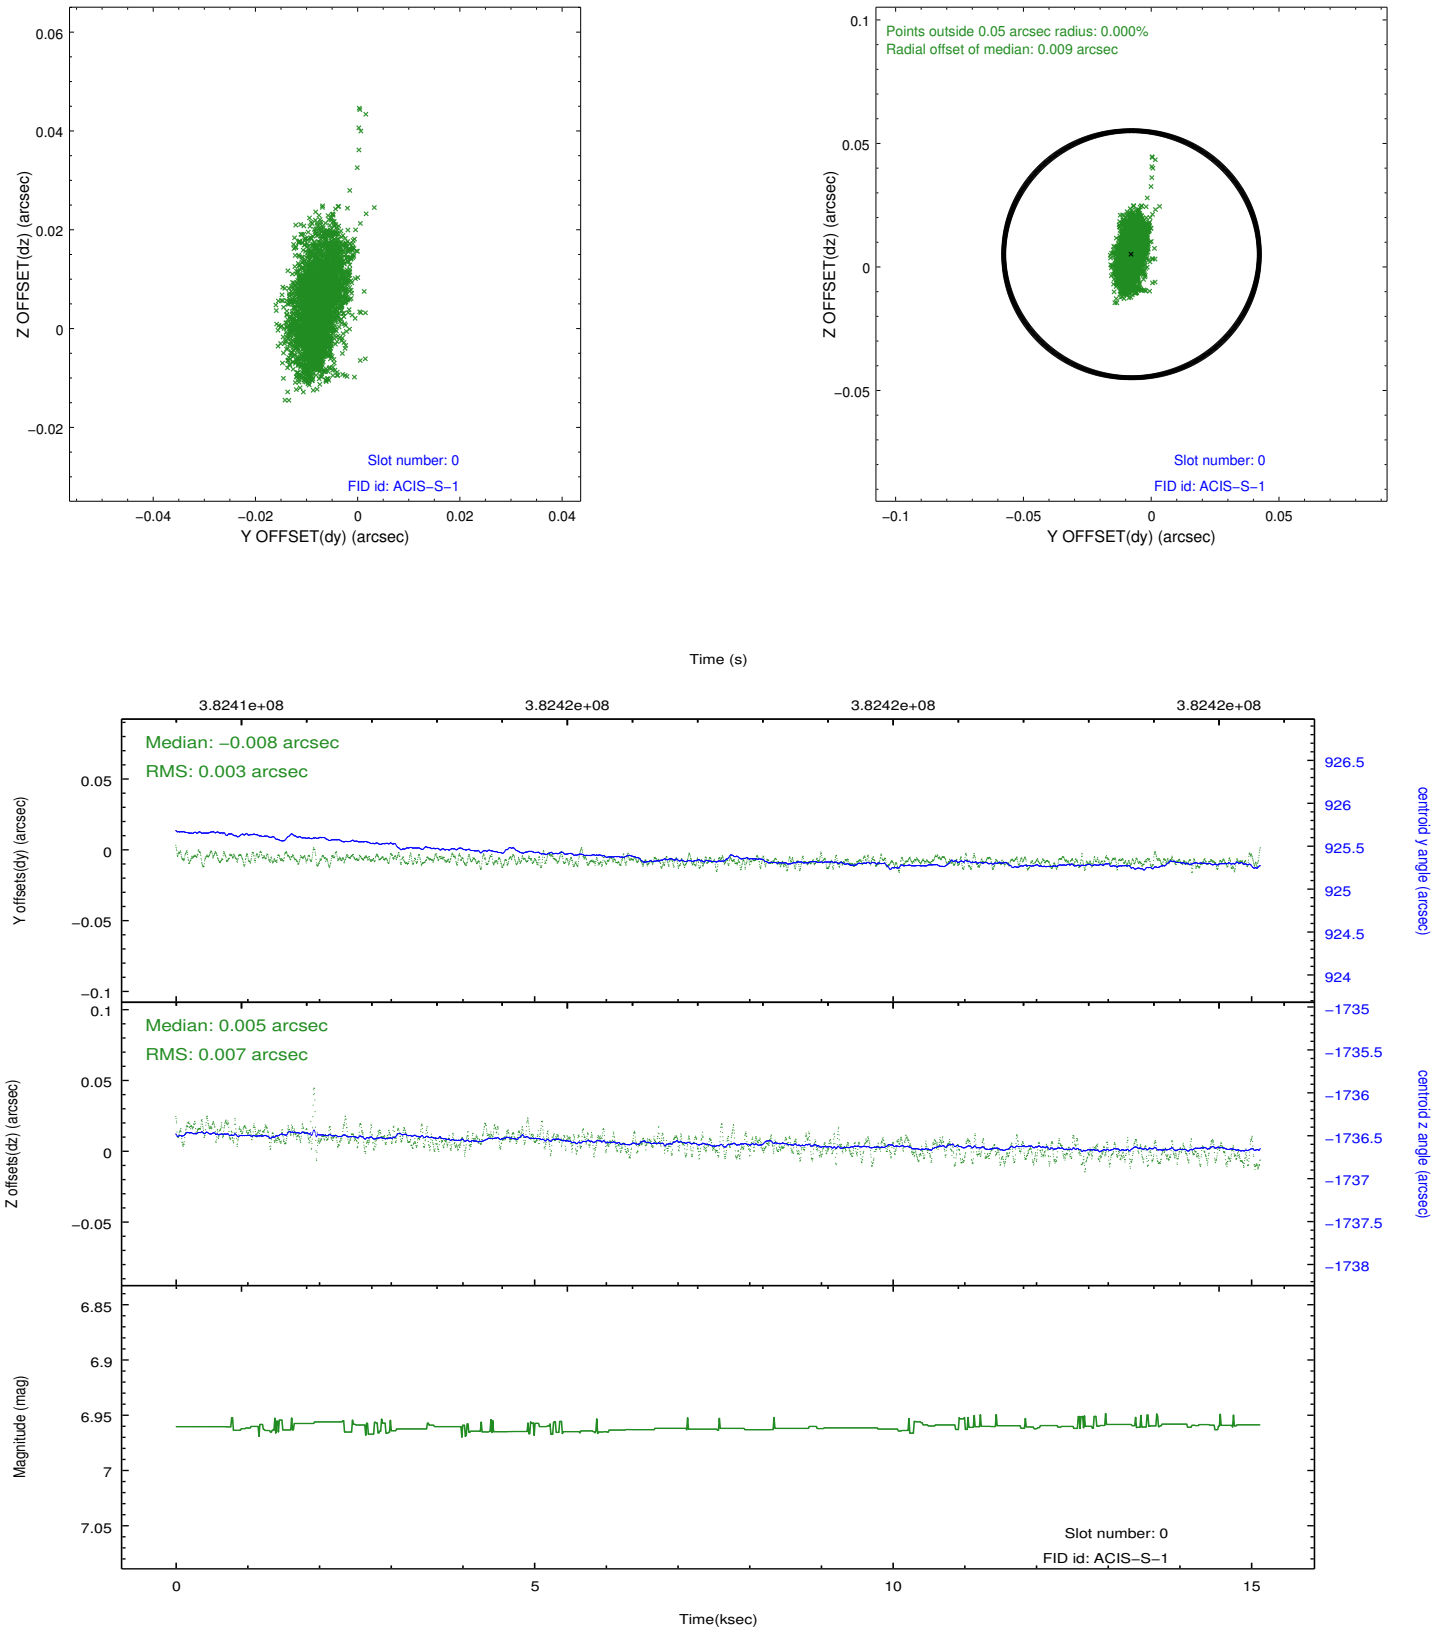 0.06
0.04
0.02
0
−0.02
Z OFFSET(dz) (arcsec)
Slot number: 0
FID id: ACIS−S−1
−0.04
−0.02
0
0.02
0.04
Y OFFSET(dy) (arcsec)
Points outside 0.05 arcsec radius: 0.000%
Radial offset of median: 0.009 arcsec
0.1
0.05
0
−0.05
Z OFFSET(dz) (arcsec)
Slot number: 0
FID id: ACIS−S−1
−0.1
−0.05
0
0.05
Y OFFSET(dy) (arcsec)
Time (s)
3.8241e+08
3.8242e+08
3.8242e+08
3.8242e+08
Median: −0.008 arcsec
RMS: 0.003 arcsec
0.05
0
−0.05
−0.1
Y offsets(dy) (arcsec)
926.5
926
925.5
925
924.5
924
centroid y angle (arcsec)
Median: 0.005 arcsec
RMS: 0.007 arcsec
0.1
0.05
0
−0.05
Z offsets(dz) (arcsec)
−1735
−1735.5
−1736
−1736.5
−1737
−1737.5
−1738
centroid z angle (arcsec)
6.85
6.9
6.95
7
7.05
Magnitude (mag)
Slot number: 0
FID id: ACIS−S−1
0
5
10
15
Time(ksec)